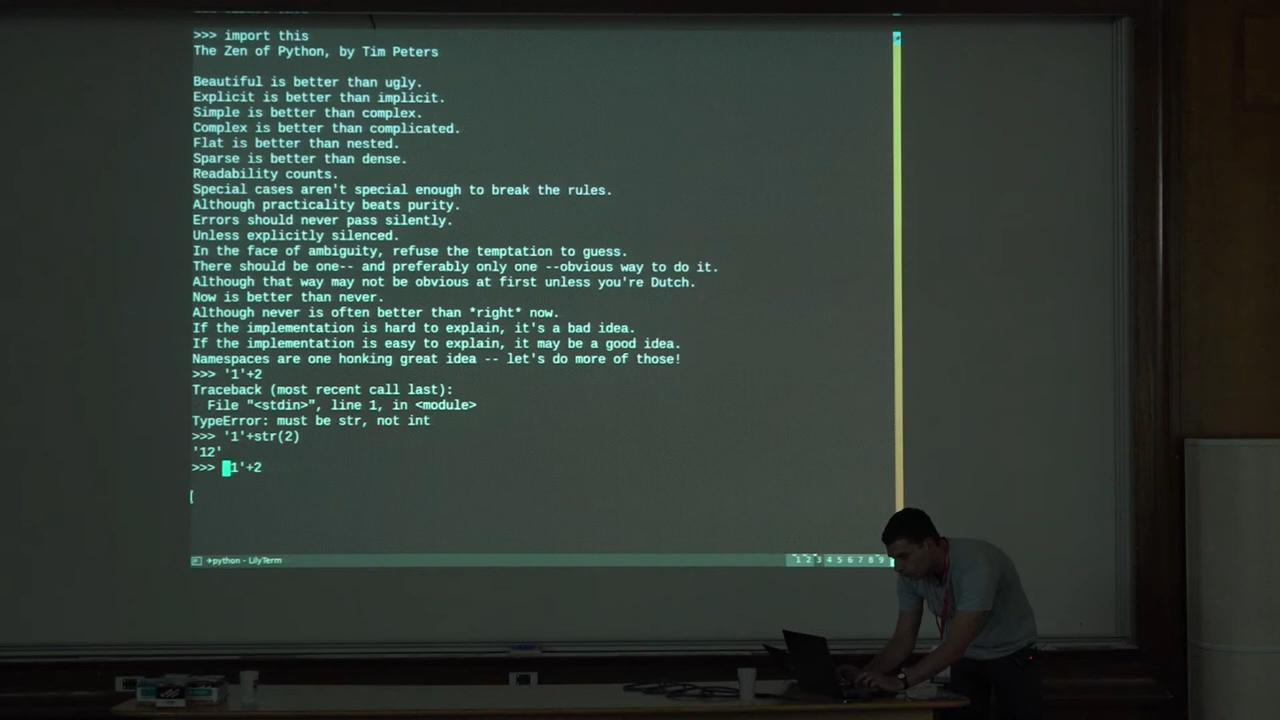 >>> import this
The Zen of Python, by Tim Peters
Beautiful is better than ugly.
Explicit is better than implicit.
Simple is better than complex.
Complex is better than complicated.
Flat is better than nested.
Sparse is better than dense.
Readability counts.
Special cases aren't special enough to break the rules.
Although practicality beats purity.
Errors should never pass silently.
Unless explicitly silenced.
In the face of ambiguity, refuse the temptation to guess.
There should be one-- and preferably only one --obvious way to do it.
Although that way may not be obvious at first unless you're Dutch.
Now is better than never.
Although never is often better than *right* now.
If the implementation is hard to explain, it's a bad idea.
If the implementation is easy to explain, it may be a good idea.
Namespaces are one honking great idea -- let's do more of those!
>>> '1'+2
Traceback (most recent call last):
  File "<stdin>", line 1, in <module>
TypeError: must be str, not int
>>> '1'+str(2)
'12'
>>> 1'+2
python - LilyTerm
1 2 3 4 5 6 7 8 9